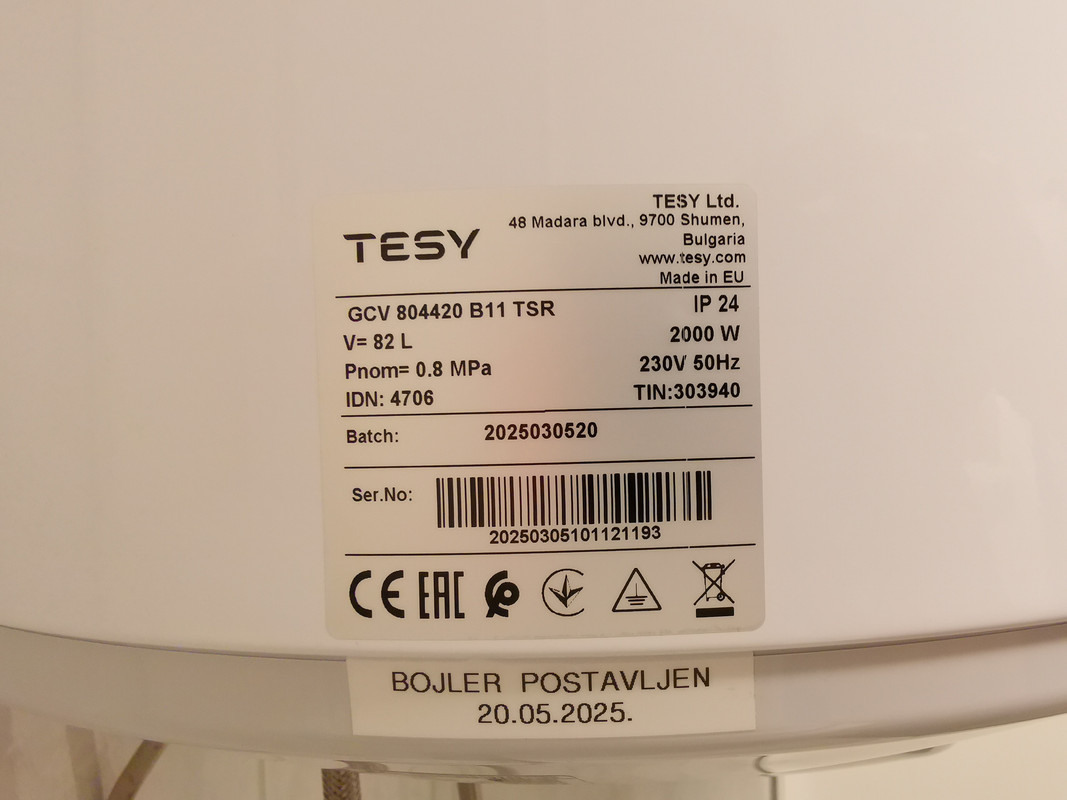 TESY
TESY Ltd.
48 Madara blvd., 9700 Shumen,
Bulgaria
www.tesy.com
Made in EU
GCV 804420 B11 TSR IP 24
V= 82 L 2000 W
Pnom= 0.8 MPa 230V 50Hz
IDN: 4706 TIN:303940
Batch: 2025030520
Ser.No:
20250305101121193
CE EAC
BOJLER POSTAVLJEN
20.05.2025.